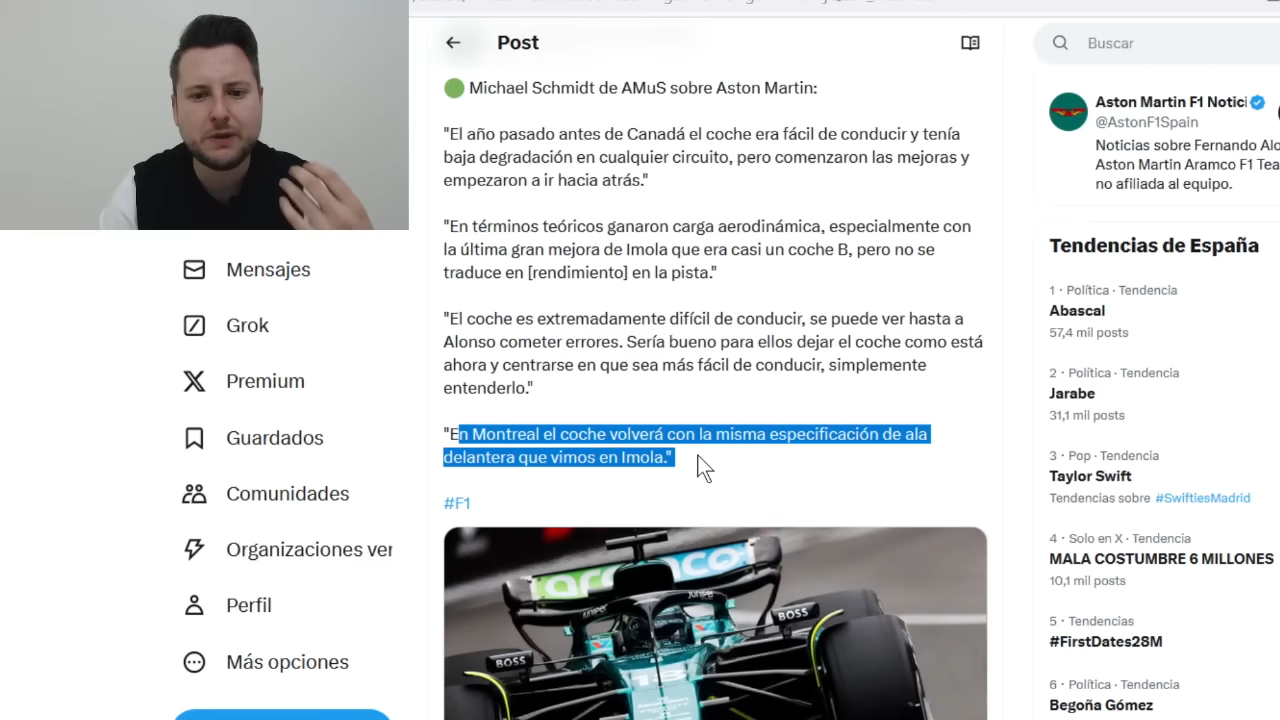 Post
Buscar
🟢 Michael Schmidt de AMuS sobre Aston Martin:
"El año pasado antes de Canadá el coche era fácil de conducir y tenía
baja degradación en cualquier circuito, pero comenzaron las mejoras y
empezaron a ir hacia atrás."
"En términos teóricos ganaron carga aerodinámica, especialmente con
la última gran mejora de Imola que era casi un coche B, pero no se
traduce en [rendimiento] en la pista."
"El coche es extremadamente difícil de conducir, se puede ver hasta a
Alonso cometer errores. Sería bueno para ellos dejar el coche como está
ahora y centrarse en que sea más fácil de conducir, simplemente
entenderlo."
"En Montreal el coche volverá con la misma especificación de ala
delantera que vimos en Imola."
#F1
aramco
JUNIPER
BOSS
BOSS
18
Mensajes
Grok
Premium
Guardados
Comunidades
Organizaciones ver
Perfil
Más opciones
Aston Martin F1 Notici
@AstonF1Spain
Noticias sobre Fernando Alo
Aston Martin Aramco F1 Tea
no afiliada al equipo.
Tendencias de España
1 · Política · Tendencia
Abascal
57,4 mil posts
2 · Política · Tendencia
Jarabe
31,1 mil posts
3 · Pop · Tendencia
Taylor Swift
Tendencias sobre #SwiftiesMadrid
4 · Solo en X · Tendencia
MALA COSTUMBRE 6 MILLONES
10,1 mil posts
5 · Tendencias
#FirstDates28M
6 · Política · Tendencia
Begoña Gómez